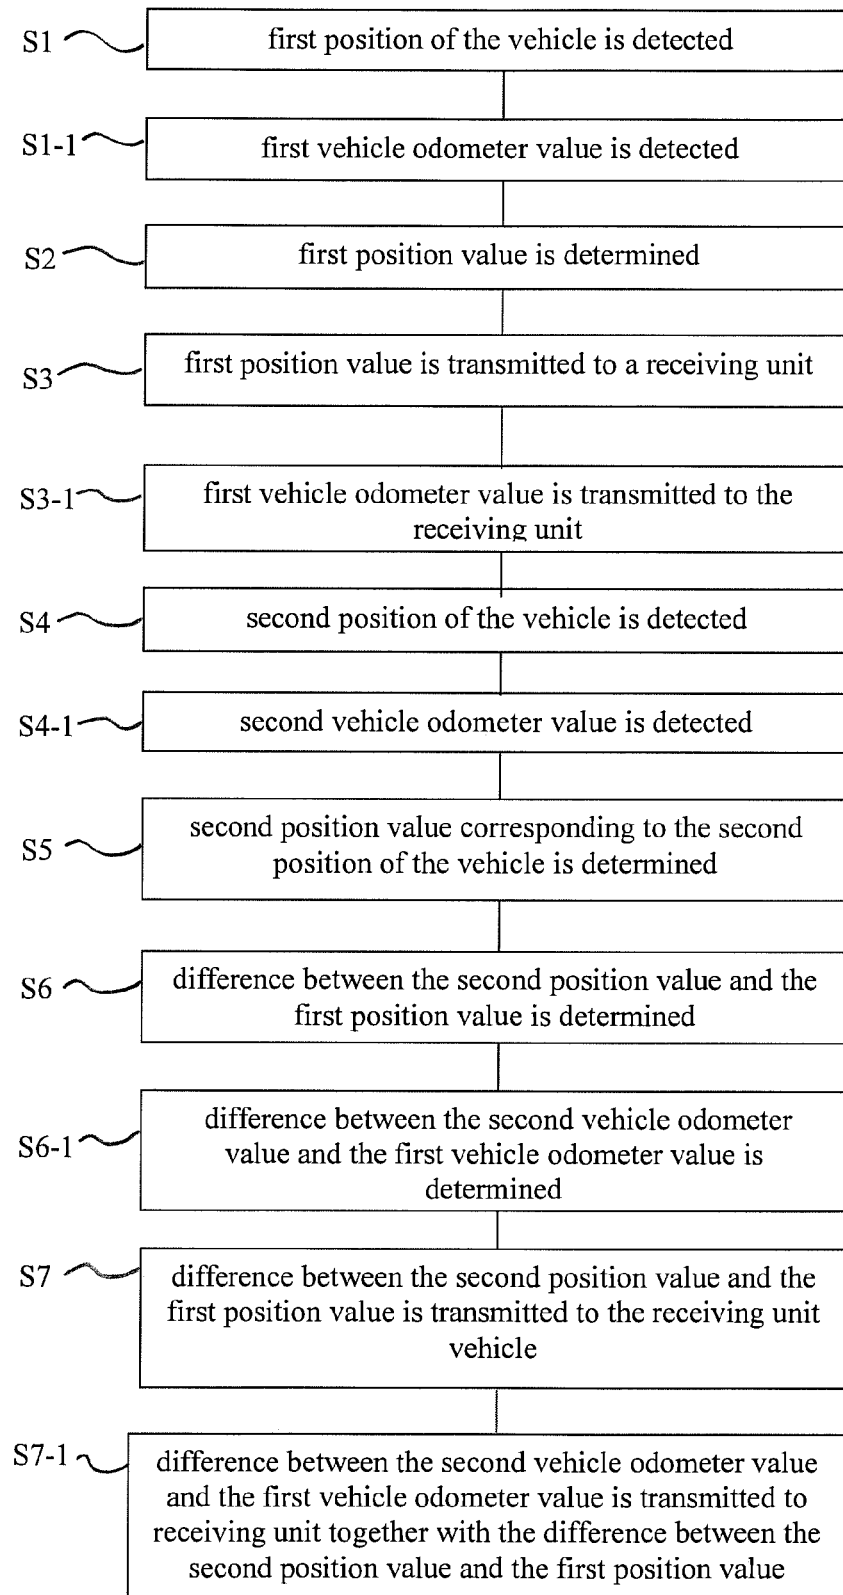 S1
first position of the vehicle is detected
S1-1
first vehicle odometer value is detected
S2
first position value is determined
S3
first position value is transmitted to a receiving unit
S3-1
first vehicle odometer value is transmitted to the
receiving unit
S4
second position of the vehicle is detected
S4-1
second vehicle odometer value is detected
S5
second position value corresponding to the second
position of the vehicle is determined
S6
difference between the second position value and the
first position value is determined
S6-1
difference between the second vehicle odometer
value and the first vehicle odometer value is
determined
S7
difference between the second position value and the
first position value is transmitted to the receiving unit
vehicle
S7-1
difference between the second vehicle odometer value
and the first vehicle odometer value is transmitted to
receiving unit together with the difference between the
second position value and the first position value